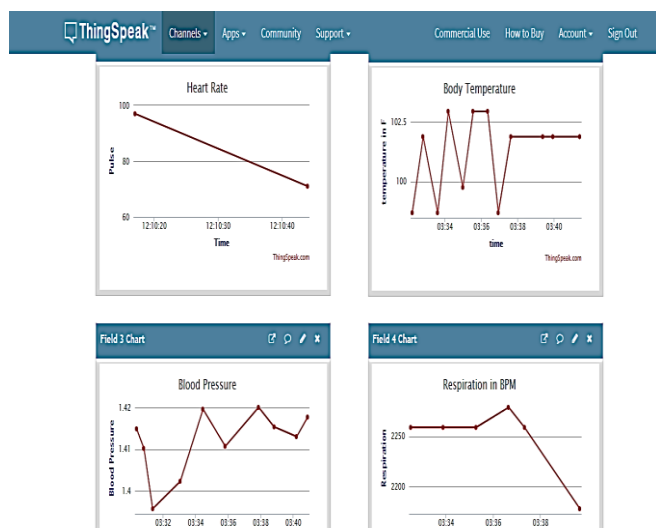 ThingSpeak™ Channels Apps Community Support Commercial Use How to Buy Account Sign Out
Heart Rate
100
80
60
Pulse
12:10:20 12:10:30 12:10:40
Time
ThingSpeak.com
Body Temperature
102.5
100
temperature in F
03:34 03:36 03:38 03:40
time
ThingSpeak.com
Field 3 Chart
Blood Pressure
1.42
1.41
1.4
Blood Pressure
03:32 03:34 03:36 03:38 03:40
Field 4 Chart
Respiration in BPM
2250
2200
Respiration
03:34 03:36 03:38